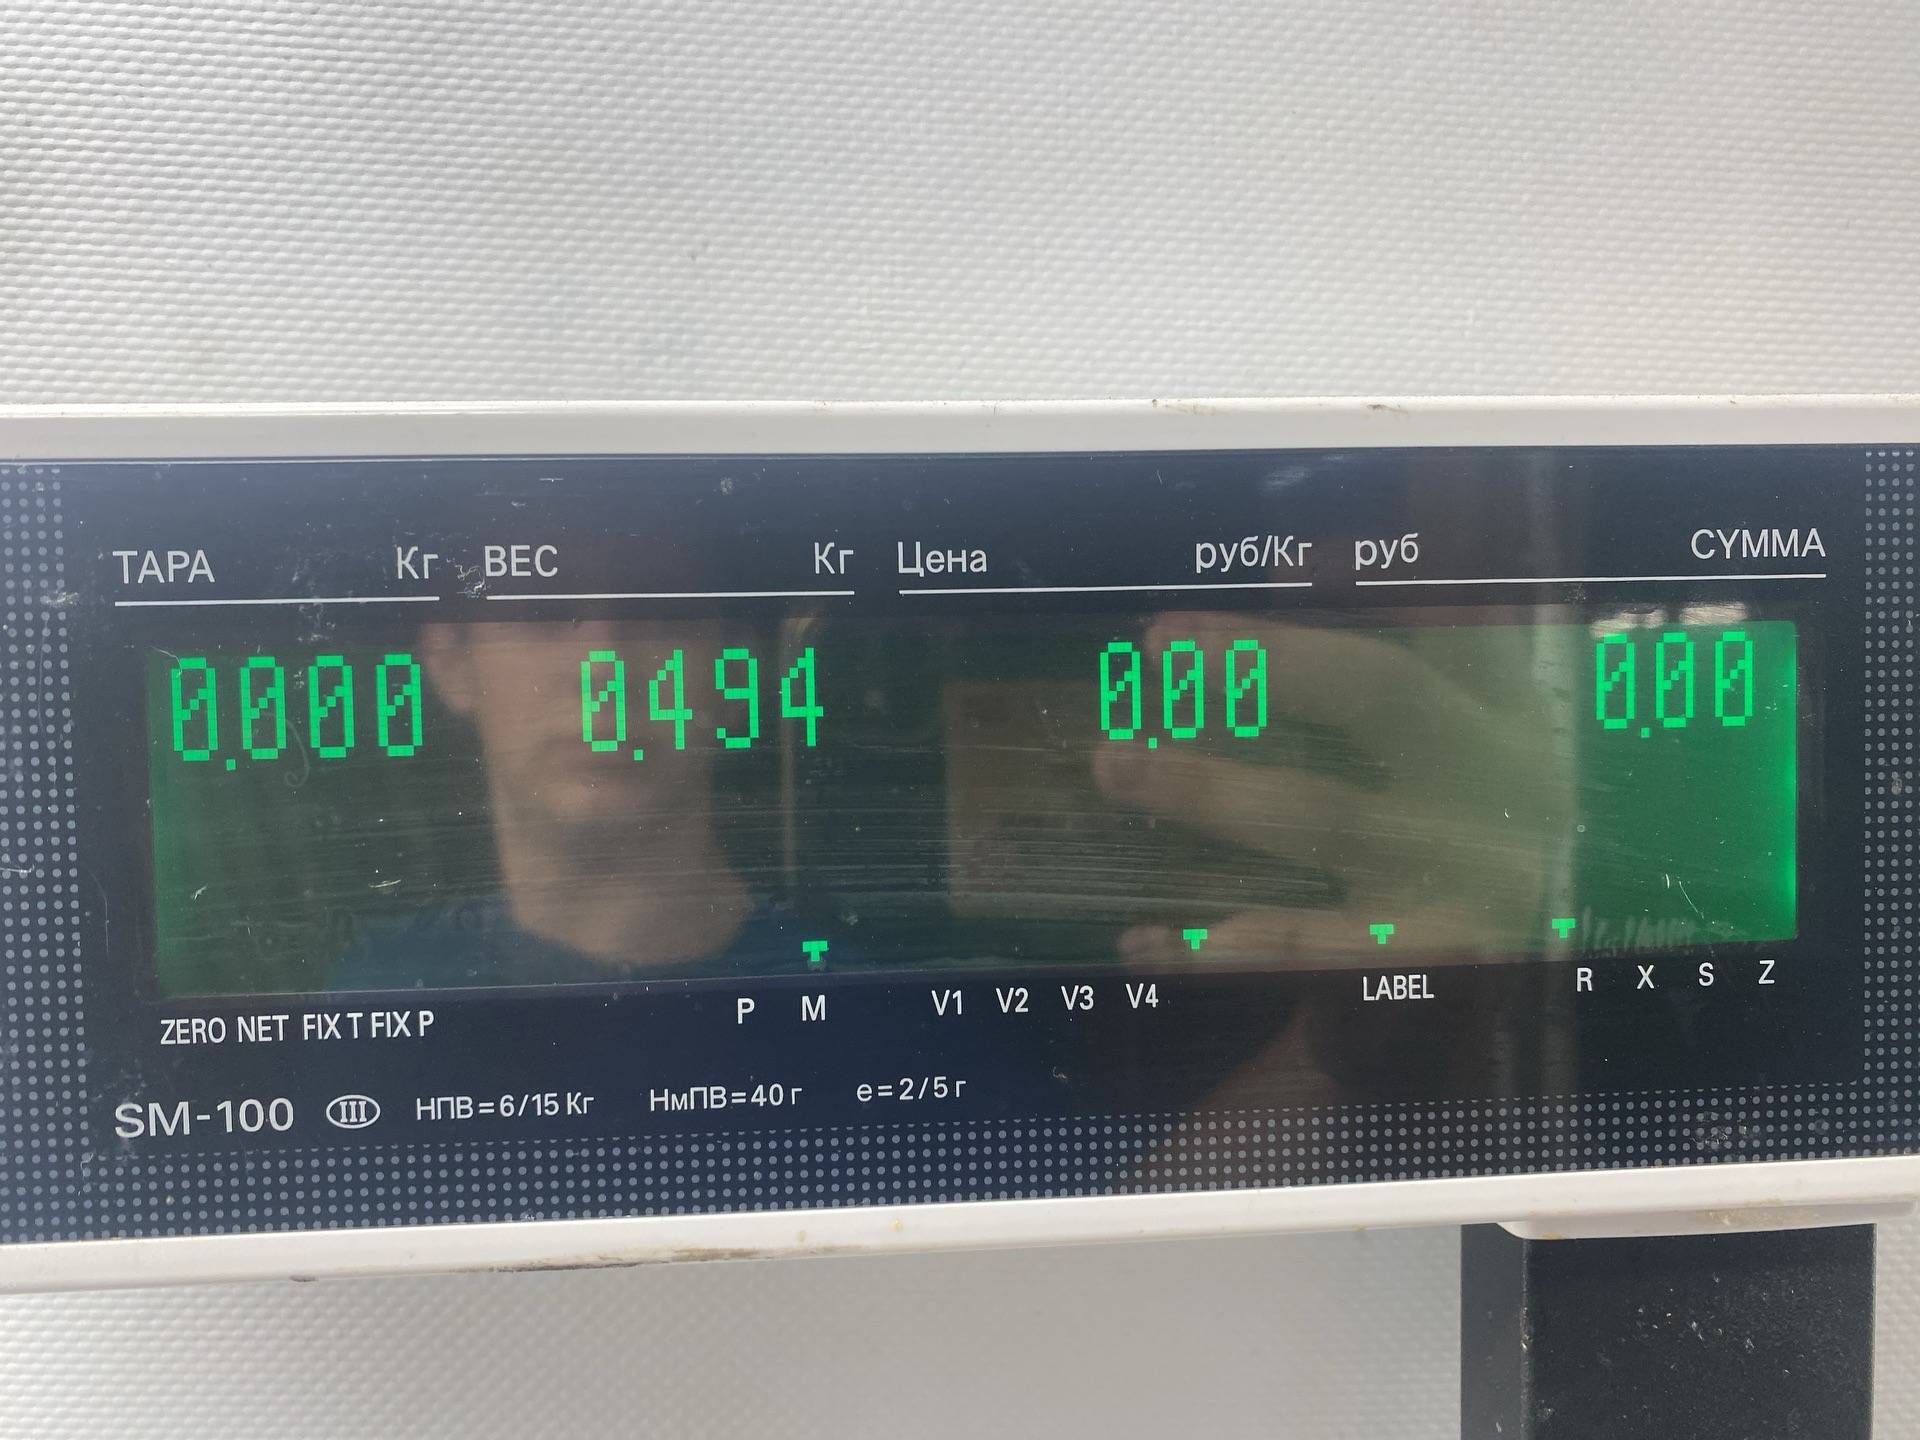 ТАРА Кг ВЕС Кг Цена руб/Кг руб СУММА
0.000 0.494 0.00 0.00
ZERO NET FIX T FIX P P M V1 V2 V3 V4 LABEL R X S Z
SM-100 III НПВ=6/15 Кг НмПВ=40 г e=2/5 г